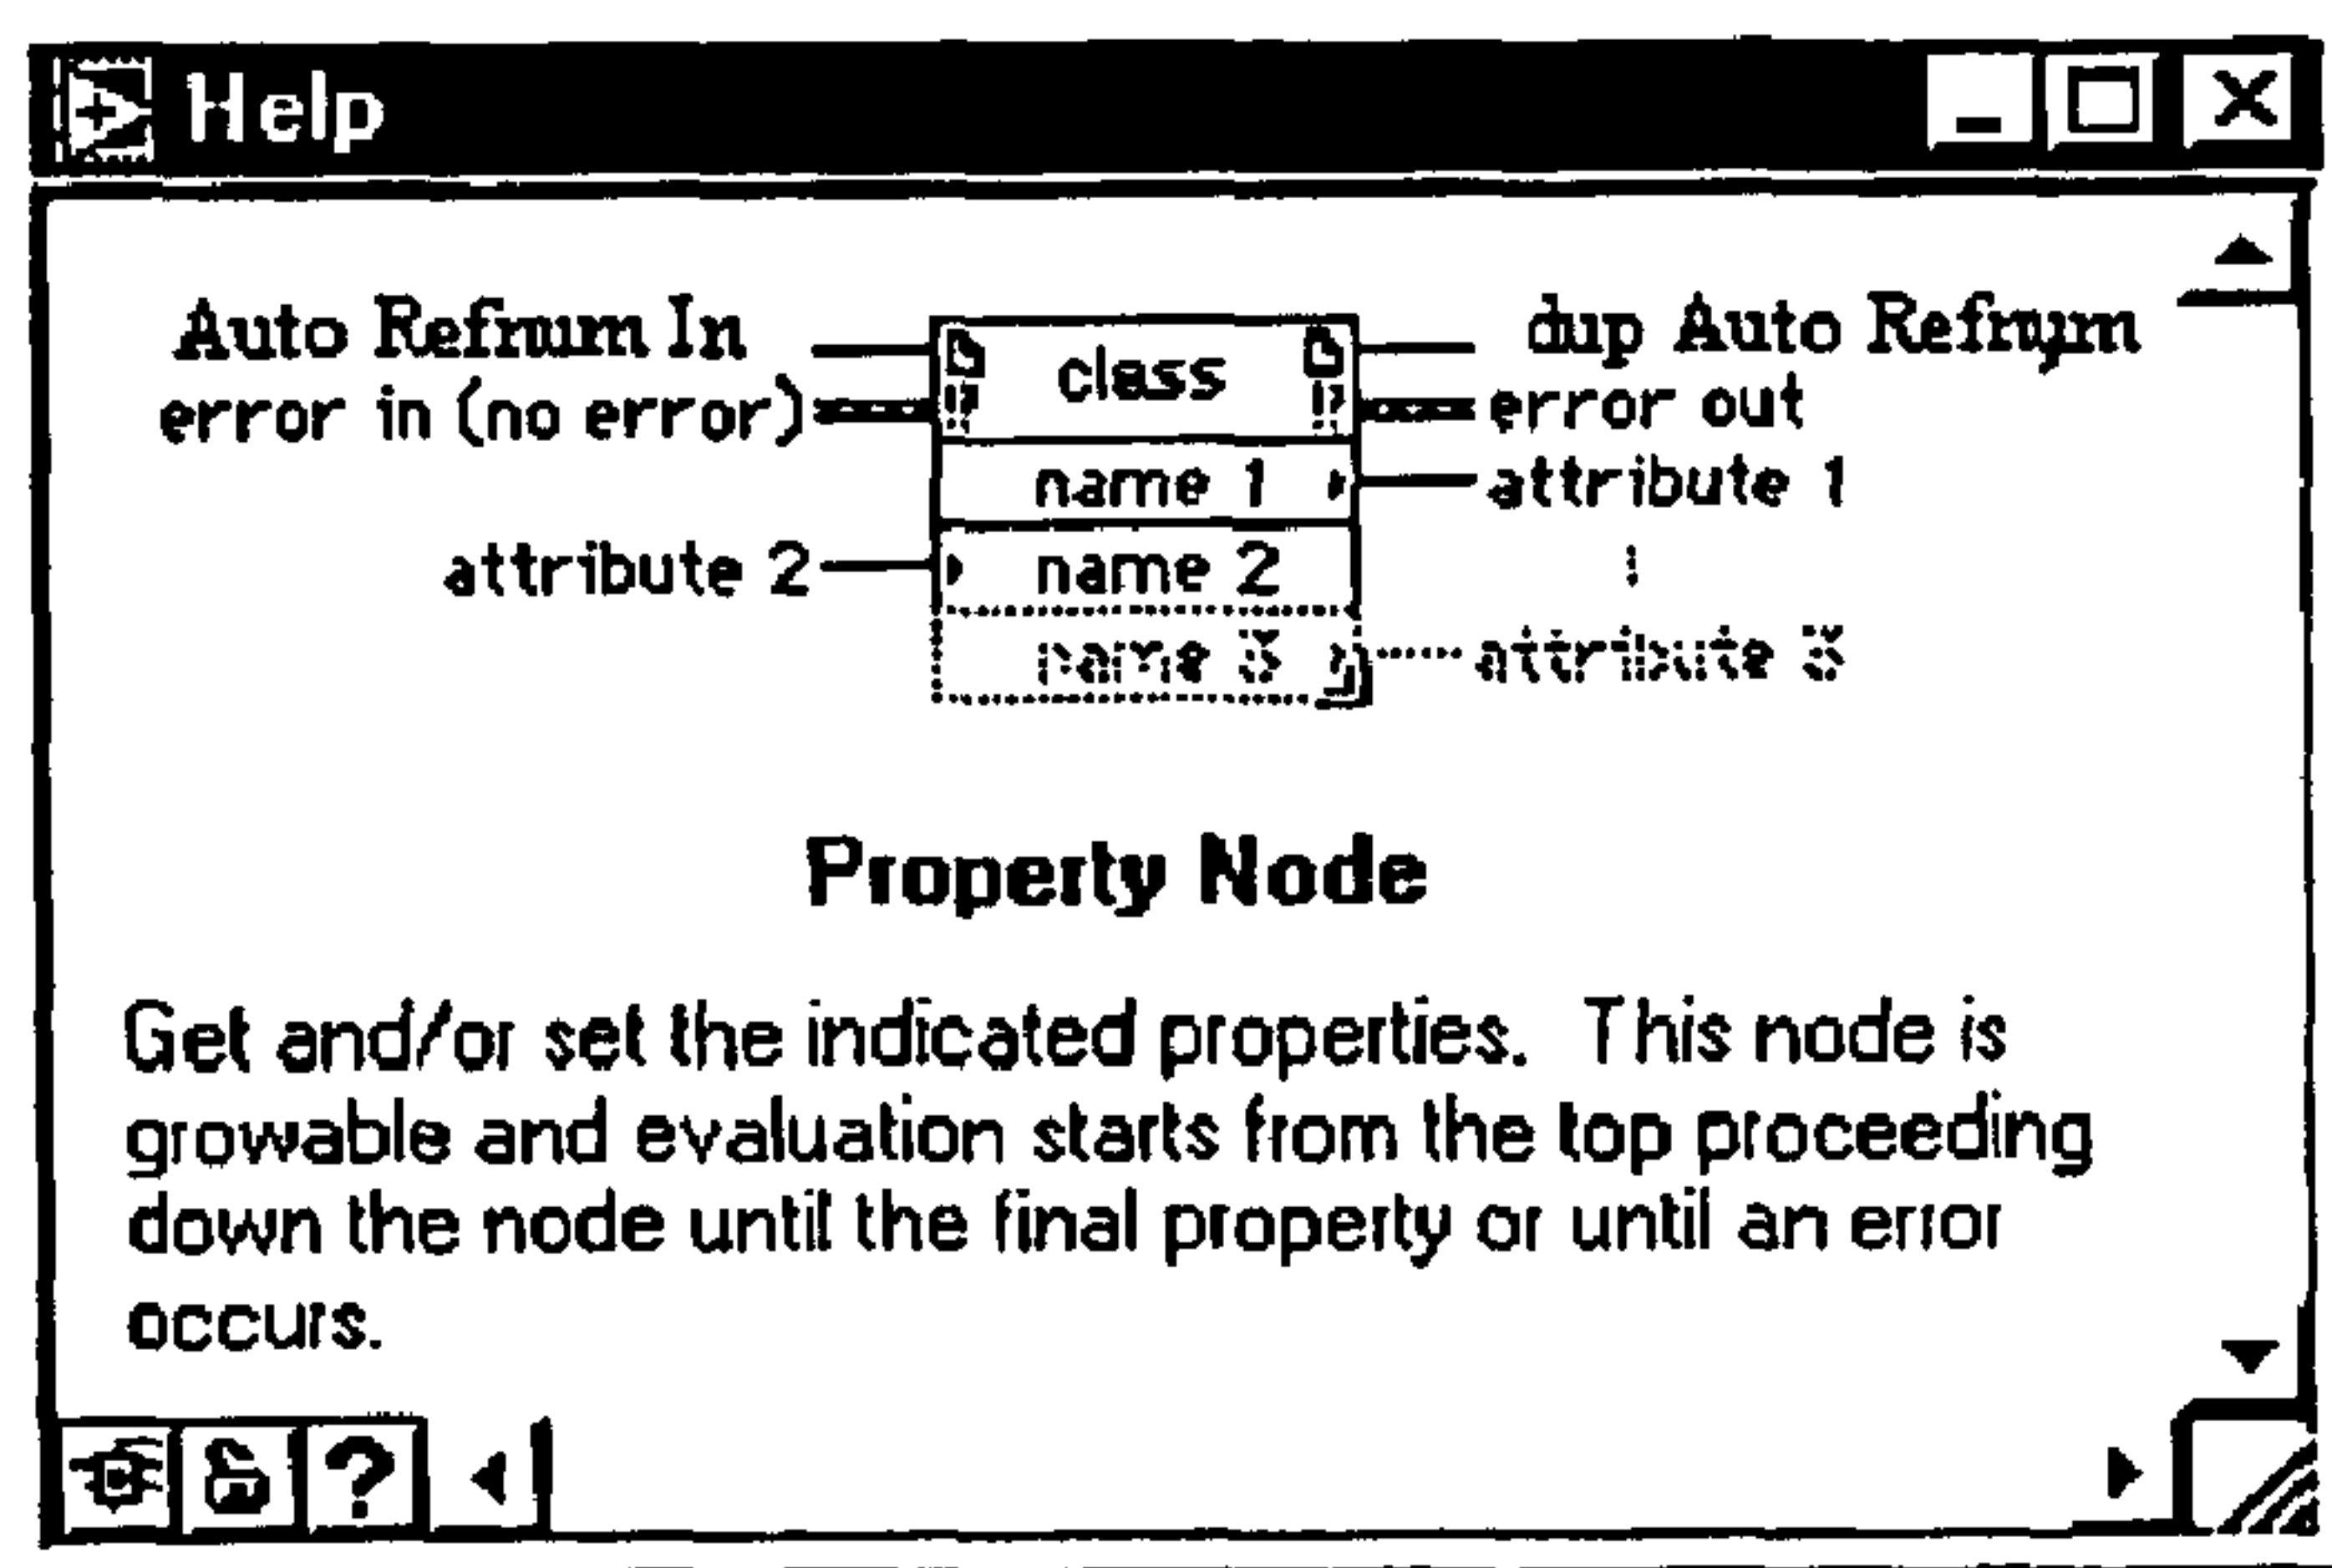 Help
Auto Refnum In class dup Auto Refnum
error in (no error) error out
name 1 attribute 1
attribute 2 name 2
name 3 attribute 3
Property Node
Get and/or set the indicated properties. This node is
growable and evaluation starts from the top proceeding
down the node until the final property or until an error
occurs.